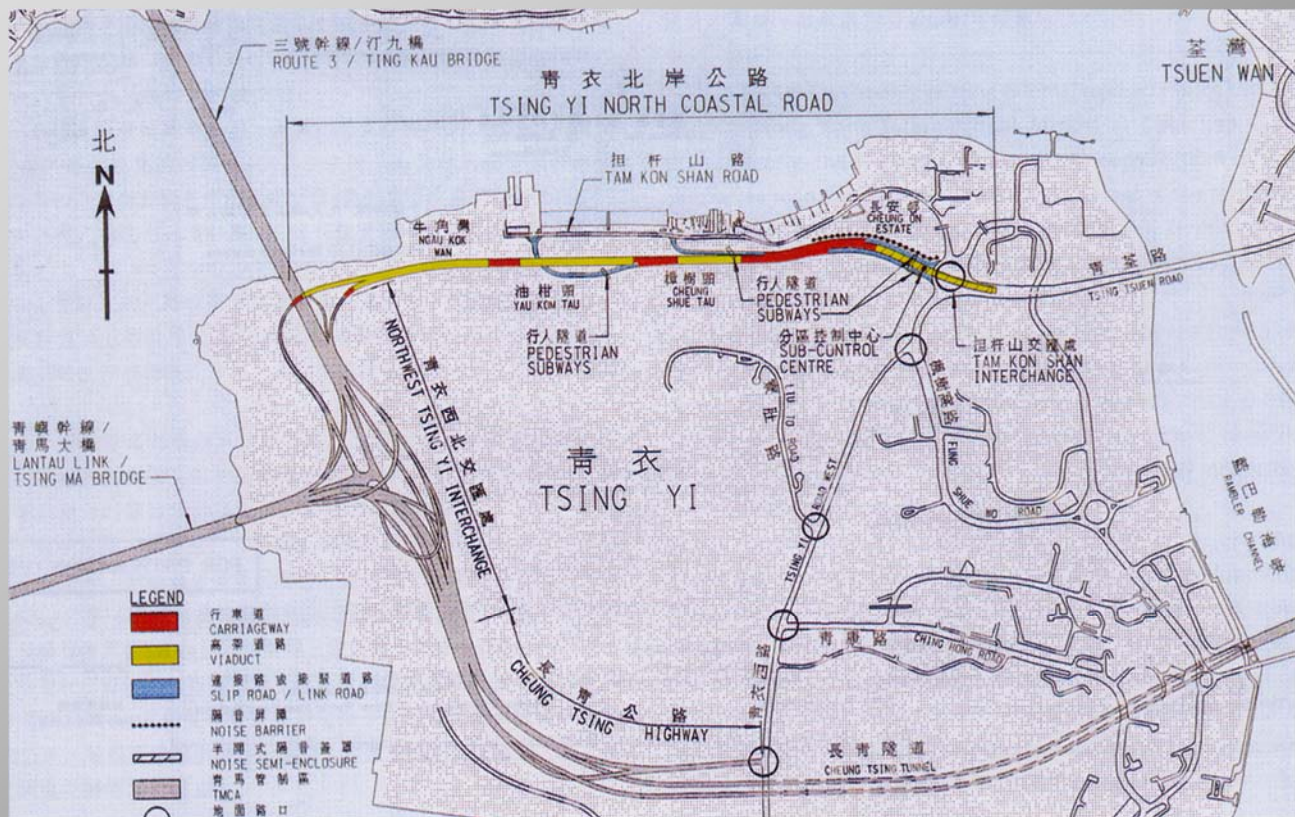 三號幹線/汀九橋
ROUTE 3 / TING KAU BRIDGE
荃灣
TSUEN WAN
青衣北岸公路
TSING YI NORTH COASTAL ROAD
北
N
担杆山路
TAM KON SHAN ROAD
牛角灣
NGAU KOK
WAN
長安邨
CHEUNG ON
ESTATE
青荃路
TSING TSUEN ROAD
油柑頭
YAU KOM TAU
樟樹頭
CHEUNG
SHUE TAU
行人隧道
PEDESTRIAN
SUBWAYS
行人隧道
PEDESTRIAN
SUBWAYS
分區控制中心
SUB-CONTROL
CENTRE
担杆山交匯處
TAM KON SHAN
INTERCHANGE
青衣西北交匯處
NORTHWEST TSING YI INTERCHANGE
寮肚路
LIU TO ROAD
楓樹窩路
FUNG SHUE WO ROAD
青嶼幹線/
青馬大橋
LANTAU LINK /
TSING MA BRIDGE
青衣
TSING YI
TSING YI ROAD WEST
青衣西路
藍巴勒海峽
RAMBLER CHANNEL
青康路
CHING HONG ROAD
長青公路
CHEUNG TSING HIGHWAY
長青隧道
CHEUNG TSING TUNNEL
LEGEND
行車道
CARRIAGEWAY
高架道路
VIADUCT
連接路或接駁道路
SLIP ROAD / LINK ROAD
隔音屏障
NOISE BARRIER
半開式隔音蓋罩
NOISE SEMI-ENCLOSURE
青馬管制區
TMCA
地面路口